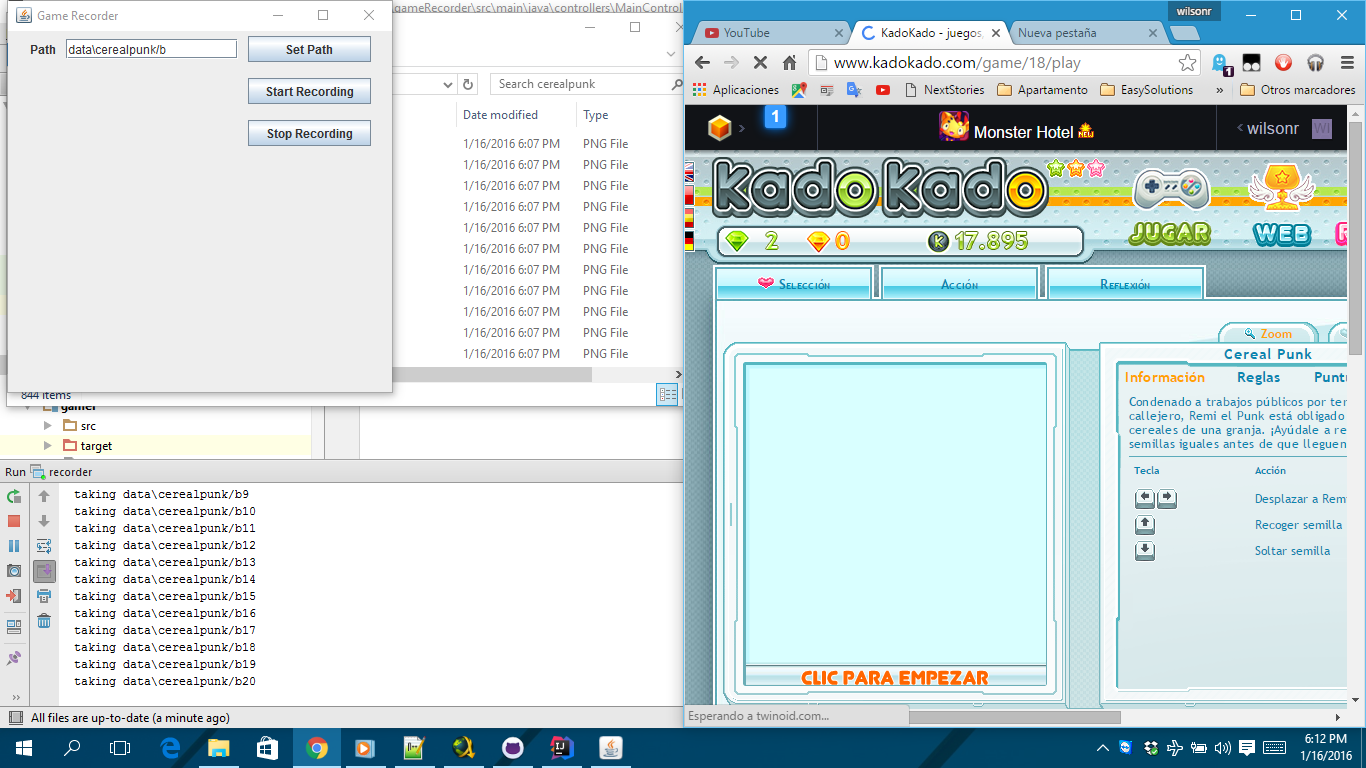 Game Recorder
Path data\cerealpunk/b Set Path
Start Recording
Stop Recording
gameRecorder\src\main\java\controllers\MainControl
Search cerealpunk
Date modified Type
1/16/2016 6:07 PM PNG File
1/16/2016 6:07 PM PNG File
1/16/2016 6:07 PM PNG File
1/16/2016 6:07 PM PNG File
1/16/2016 6:07 PM PNG File
1/16/2016 6:07 PM PNG File
1/16/2016 6:07 PM PNG File
1/16/2016 6:07 PM PNG File
1/16/2016 6:07 PM PNG File
1/16/2016 6:07 PM PNG File
1/16/2016 6:07 PM PNG File
844 items
gamer
src
target
Run recorder
taking data\cerealpunk/b9
taking data\cerealpunk/b10
taking data\cerealpunk/b11
taking data\cerealpunk/b12
taking data\cerealpunk/b13
taking data\cerealpunk/b14
taking data\cerealpunk/b15
taking data\cerealpunk/b16
taking data\cerealpunk/b17
taking data\cerealpunk/b18
taking data\cerealpunk/b19
taking data\cerealpunk/b20
All files are up-to-date (a minute ago)
wilsonr
YouTube KadoKado - juegos, Nueva pestaña
www.kadokado.com/game/18/play
1
Aplicaciones NextStories Apartamento EasySolutions » Otros marcadores
1 Monster Hotel NEW wilsonr WI
kadokado
JUGAR WEB
2 0 K 17.895
Selección Acción Reflexión
Zoom
Cereal Punk
Información Reglas Puntu
Condenado a trabajos públicos por ter
callejero, Remi el Punk está obligado
cereales de una granja. ¡Ayúdale a re
semillas iguales antes de que lleguen
Tecla Acción
Desplazar a Rem
Recoger semilla
Soltar semilla
CLIC PARA EMPEZAR
Esperando a twinoid.com...
6:12 PM
1/16/2016